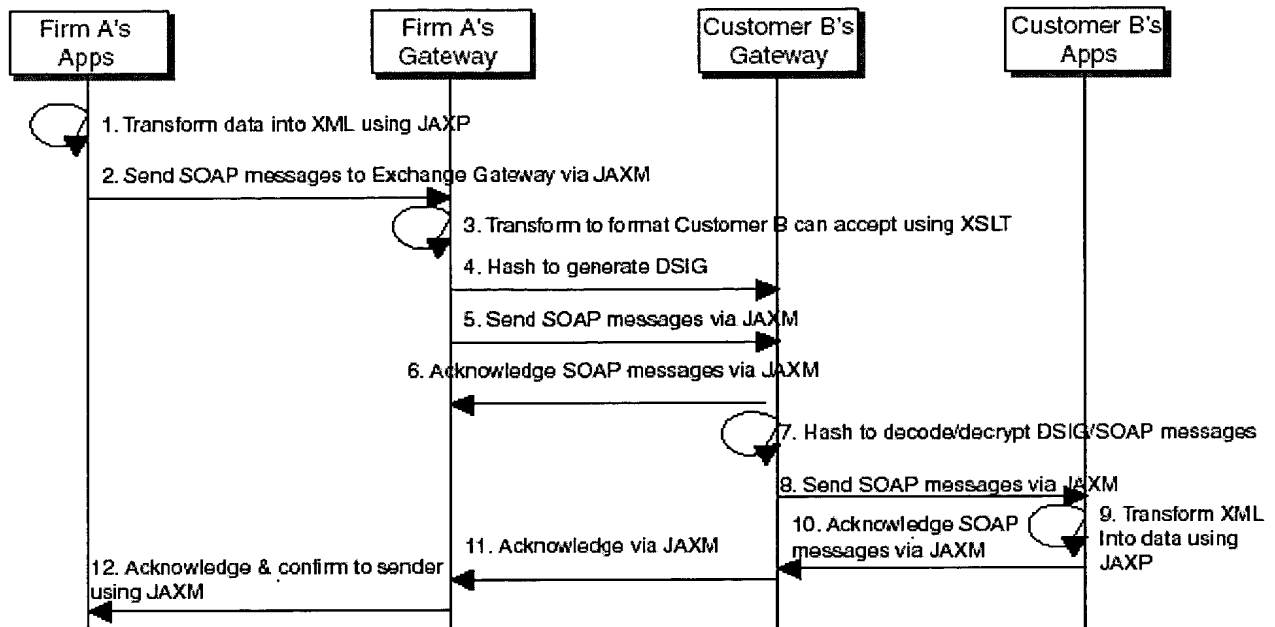 Firm A's
Apps
Firm A's
Gateway
Customer B's
Gateway
Customer B's
Apps
1. Transform data into XML using JAXP
2. Send SOAP messages to Exchange Gateway via JAXM
3. Transform to format Customer B can accept using XSLT
4. Hash to generate DSIG
5. Send SOAP messages via JAXM
6. Acknowledge SOAP messages via JAXM
7. Hash to decode/decrypt DSIG/SOAP messages
8. Send SOAP messages via JAXM
9. Transform XML
Into data using
JAXP
10. Acknowledge SOAP
messages via JAXM
11. Acknowledge via JAXM
12. Acknowledge & confirm to sender
using JAXM